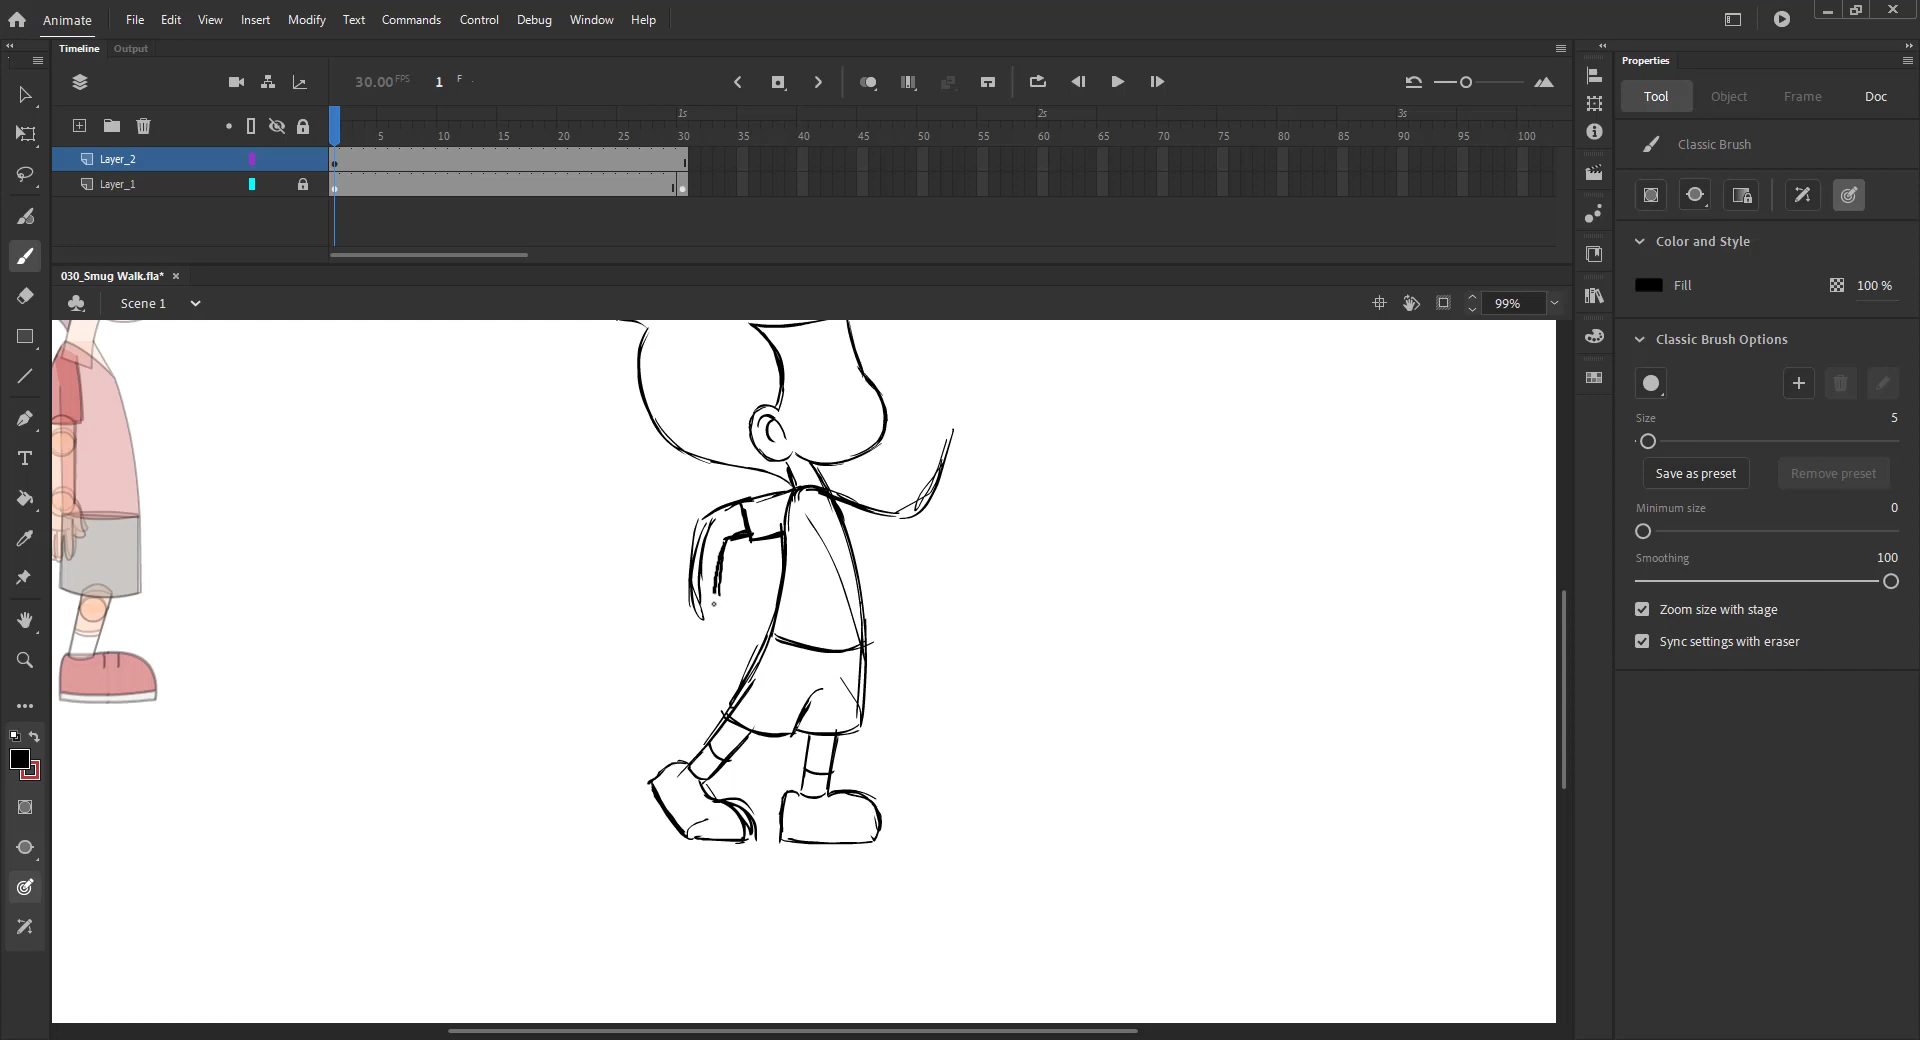 Animate File Edit View Insert Modify Text Commands Control Debug Window Help
Timeline Output
30.00 FPS 1 F
1s 2s 3s
5 10 15 20 25 30 35 40 45 50 55 60 65 70 75 80 85 90 95 100
Layer_2
Layer_1
030_Smug Walk.fla* ×
Scene 1
99%
Properties
Tool Object Frame Doc
Classic Brush
Color and Style
Fill 100 %
Classic Brush Options
Size 5
Save as preset Remove preset
Minimum size 0
Smoothing 100
Zoom size with stage
Sync settings with eraser